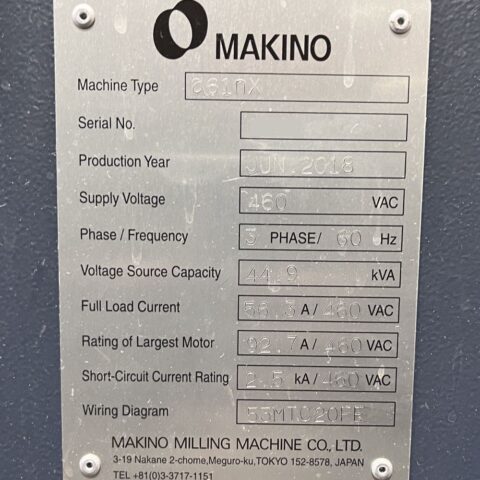 MAKINO
Machine Type a61nx
Serial No.
Production Year JUN.2018
Supply Voltage 460 VAC
Phase / Frequency 3 PHASE/ 60 Hz
Voltage Source Capacity 44.9 kVA
Full Load Current 56.3 A / 460 VAC
Rating of Largest Motor 92.7 A / 460 VAC
Short-Circuit Current Rating 2.5 kA / 460 VAC
Wiring Diagram
MAKINO MILLING MACHINE CO., LTD.
3-19 Nakane 2-chome,Meguro-ku,TOKYO 152-8578, JAPAN
TEL +81(0)3-3717-1151